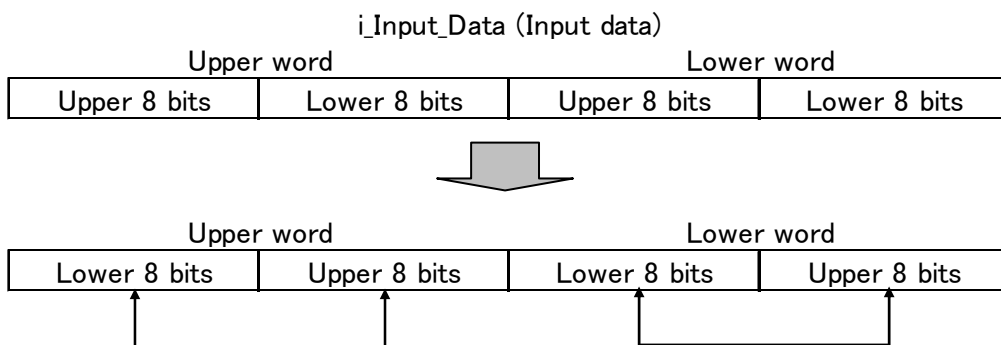 i_Input_Data (Input data)
Upper word Lower word
Upper 8 bits Lower 8 bits Upper 8 bits Lower 8 bits
Upper word Lower word
Lower 8 bits Upper 8 bits Lower 8 bits Upper 8 bits